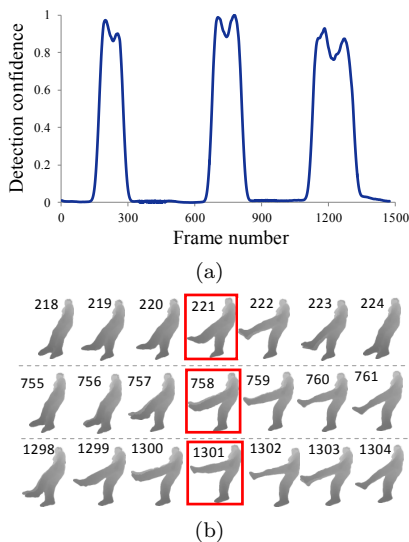 Detection confidence
1
0.8
0.6
0.4
0.2
0
0 300 600 900 1200 1500
Frame number
(a)
218 219 220 221 222 223 224
755 756 757 758 759 760 761
1298 1299 1300 1301 1302 1303 1304
(b)